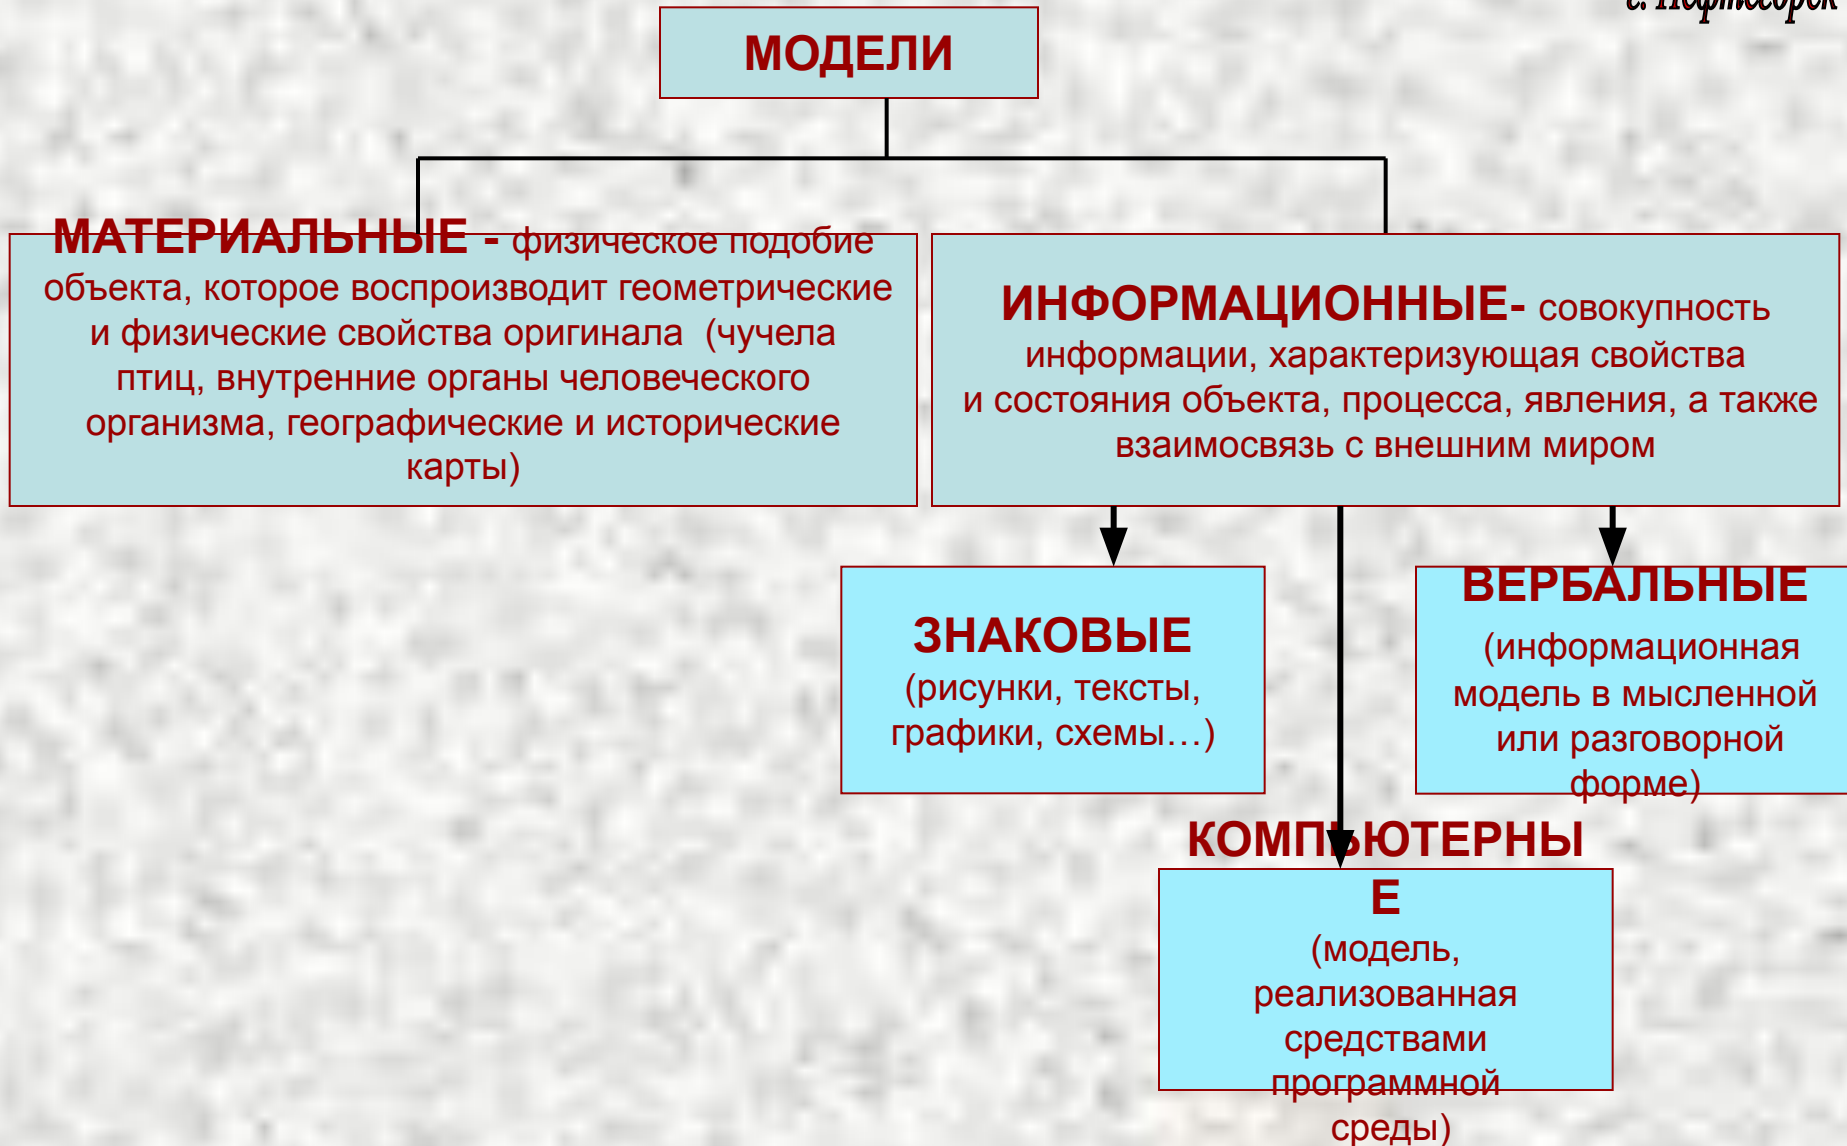 г. Нефтегорск
МОДЕЛИ
МАТЕРИАЛЬНЫЕ - физическое подобие
объекта, которое воспроизводит геометрические
и физические свойства оригинала (чучела
птиц, внутренние органы человеческого
организма, географические и исторические
карты)
ИНФОРМАЦИОННЫЕ- совокупность
информации, характеризующая свойства
и состояния объекта, процесса, явления, а также
взаимосвязь с внешним миром
ЗНАКОВЫЕ
(рисунки, тексты,
графики, схемы…)
ВЕРБАЛЬНЫЕ
(информационная
модель в мысленной
или разговорной
форме)
КОМПЬЮТЕРНЫ
Е
(модель,
реализованная
средствами
программной
среды)